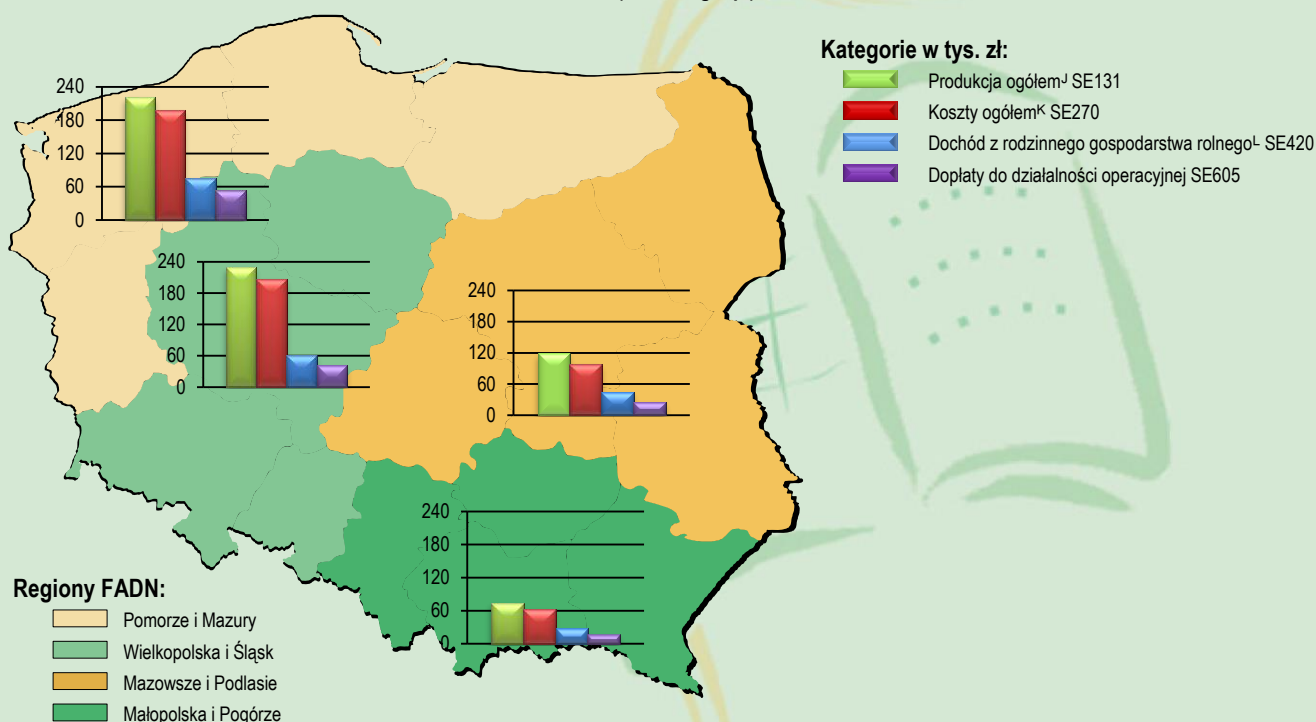 Kategorie w tys. zł:
Produkcja ogółemᴶ SE131
Koszty ogółemᴷ SE270
Dochód z rodzinnego gospodarstwa rolnegoᴸ SE420
Dopłaty do działalności operacyjnej SE605
240
180
120
60
0
240
180
120
60
0
240
180
120
60
0
240
180
120
60
0
Regiony FADN:
Pomorze i Mazury
Wielkopolska i Śląsk
Mazowsze i Podlasie
Małopolska i Pogórze